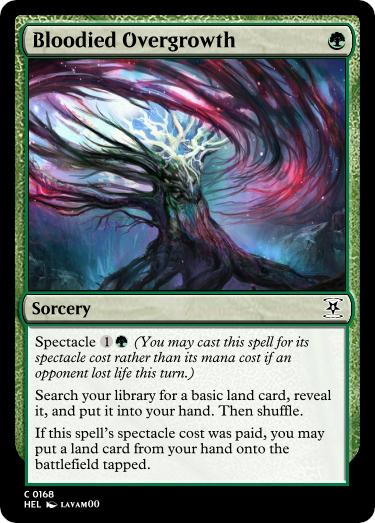 Bloodied Overgrowth
Sorcery
Spectacle 1 (You may cast this spell for its
spectacle cost rather than its mana cost if an
opponent lost life this turn.)
Search your library for a basic land card, reveal
it, and put it into your hand. Then shuffle.
If this spell's spectacle cost was paid, you may
put a land card from your hand onto the
battlefield tapped.
C 0168
HEL LAVAM00